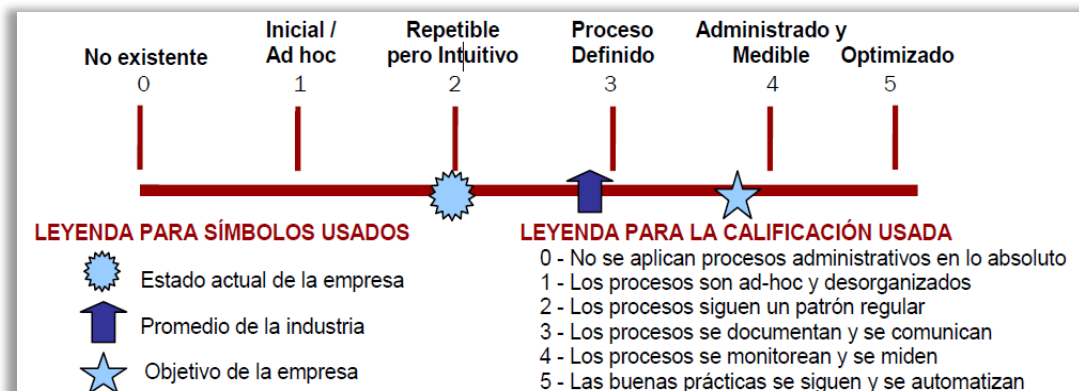 No existente
0
Inicial /
Ad hoc
1
Repetible
pero Intuitivo
2
Proceso
Definido
3
Administrado y
Medible
4
Optimizado
5
LEYENDA PARA SÍMBOLOS USADOS
Estado actual de la empresa
Promedio de la industria
Objetivo de la empresa
LEYENDA PARA LA CALIFICACIÓN USADA
0 - No se aplican procesos administrativos en lo absoluto
1 - Los procesos son ad-hoc y desorganizados
2 - Los procesos siguen un patrón regular
3 - Los procesos se documentan y se comunican
4 - Los procesos se monitorean y se miden
5 - Las buenas prácticas se siguen y se automatizan